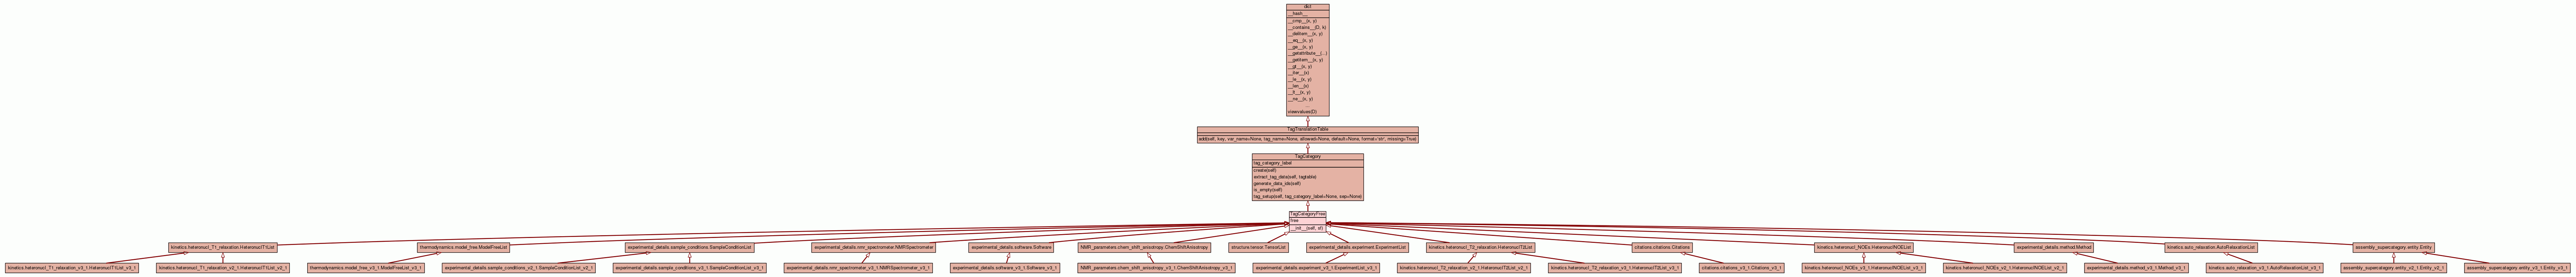 dict
__hash__
__cmp__(x, y)
__contains__(D, k)
__delitem__(x, y)
__eq__(x, y)
__ge__(x, y)
__getattribute__(...)
__getitem__(x, y)
__gt__(x, y)
__iter__(x)
__le__(x, y)
__len__(x)
__lt__(x, y)
__ne__(x, y)
...
viewvalues(D)
TagTranslationTable
add(self, key, var_name=None, tag_name=None, allowed=None, default=None, format='str', missing=True)
TagCategory
tag_category_label
create(self)
extract_tag_data(self, tagtable)
generate_data_ids(self)
is_empty(self)
tag_setup(self, tag_category_label=None, sep=None)
TagCategoryFree
free
__init__(self, sf)
kinetics.heteronucl_T1_relaxation.HeteronuclT1List
thermodynamics.model_free.ModelFreeList
experimental_details.sample_conditions.SampleConditionList
experimental_details.nmr_spectrometer.NMRSpectrometer
experimental_details.software.Software
NMR_parameters.chem_shift_anisotropy.ChemShiftAnisotropy
structure.tensor.TensorList
experimental_details.experiment.ExperimentList
kinetics.heteronucl_T2_relaxation.HeteronuclT2List
citations.citations.Citations
kinetics.heteronucl_NOEs.HeteronuclNOEList
experimental_details.method.Method
kinetics.auto_relaxation.AutoRelaxationList
assembly_supercategory.entity.Entity
kinetics.heteronucl_T1_relaxation_v3_1.HeteronuclT1List_v3_1
kinetics.heteronucl_T1_relaxation_v2_1.HeteronuclT1List_v2_1
thermodynamics.model_free_v3_1.ModelFreeList_v3_1
experimental_details.sample_conditions_v2_1.SampleConditionList_v2_1
experimental_details.sample_conditions_v3_1.SampleConditionList_v3_1
experimental_details.nmr_spectrometer_v3_1.NMRSpectrometer_v3_1
experimental_details.software_v3_1.Software_v3_1
NMR_parameters.chem_shift_anisotropy_v3_1.ChemShiftAnisotropy_v3_1
experimental_details.experiment_v3_1.ExperimentList_v3_1
kinetics.heteronucl_T2_relaxation_v2_1.HeteronuclT2List_v2_1
kinetics.heteronucl_T2_relaxation_v3_1.HeteronuclT2List_v3_1
citations.citations_v3_1.Citations_v3_1
kinetics.heteronucl_NOEs_v3_1.HeteronuclNOEList_v3_1
kinetics.heteronucl_NOEs_v2_1.HeteronuclNOEList_v2_1
experimental_details.method_v3_1.Method_v3_1
kinetics.auto_relaxation_v3_1.AutoRelaxationList_v3_1
assembly_supercategory.entity_v2_1.Entity_v2_1
assembly_supercategory.entity_v3_1.Entity_v3_1